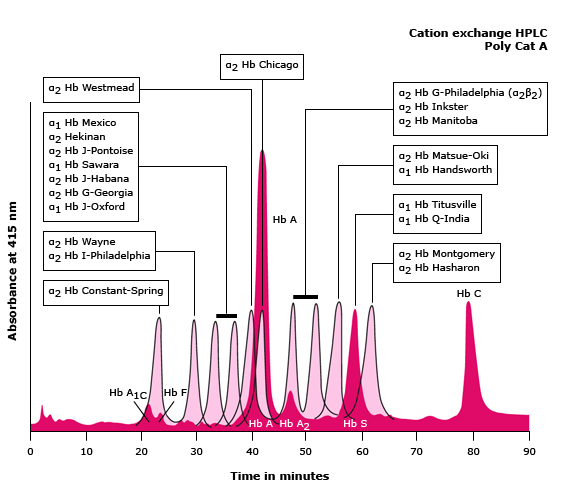 Cation exchange HPLC
Poly Cat A
α2 Hb Chicago
α2 Hb Westmead
α1 Hb Mexico
α2 Hekinan
α2 Hb J-Pontoise
α1 Hb Sawara
α2 Hb J-Habana
α2 Hb G-Georgia
α1 Hb J-Oxford
α2 Hb Wayne
α2 Hb I-Philadelphia
α2 Hb Constant-Spring
α2 Hb G-Philadelphia (α2β2)
α2 Hb Inkster
α2 Hb Manitoba
α2 Hb Matsue-Oki
α1 Hb Handsworth
α1 Hb Titusville
α1 Hb Q-India
α2 Hb Montgomery
α2 Hb Hasharon
Hb A
Hb C
Hb A1C
Hb F
Hb A
Hb A2
Hb S
Absorbance at 415 nm
0 10 20 30 40 50 60 70 80 90
Time in minutes